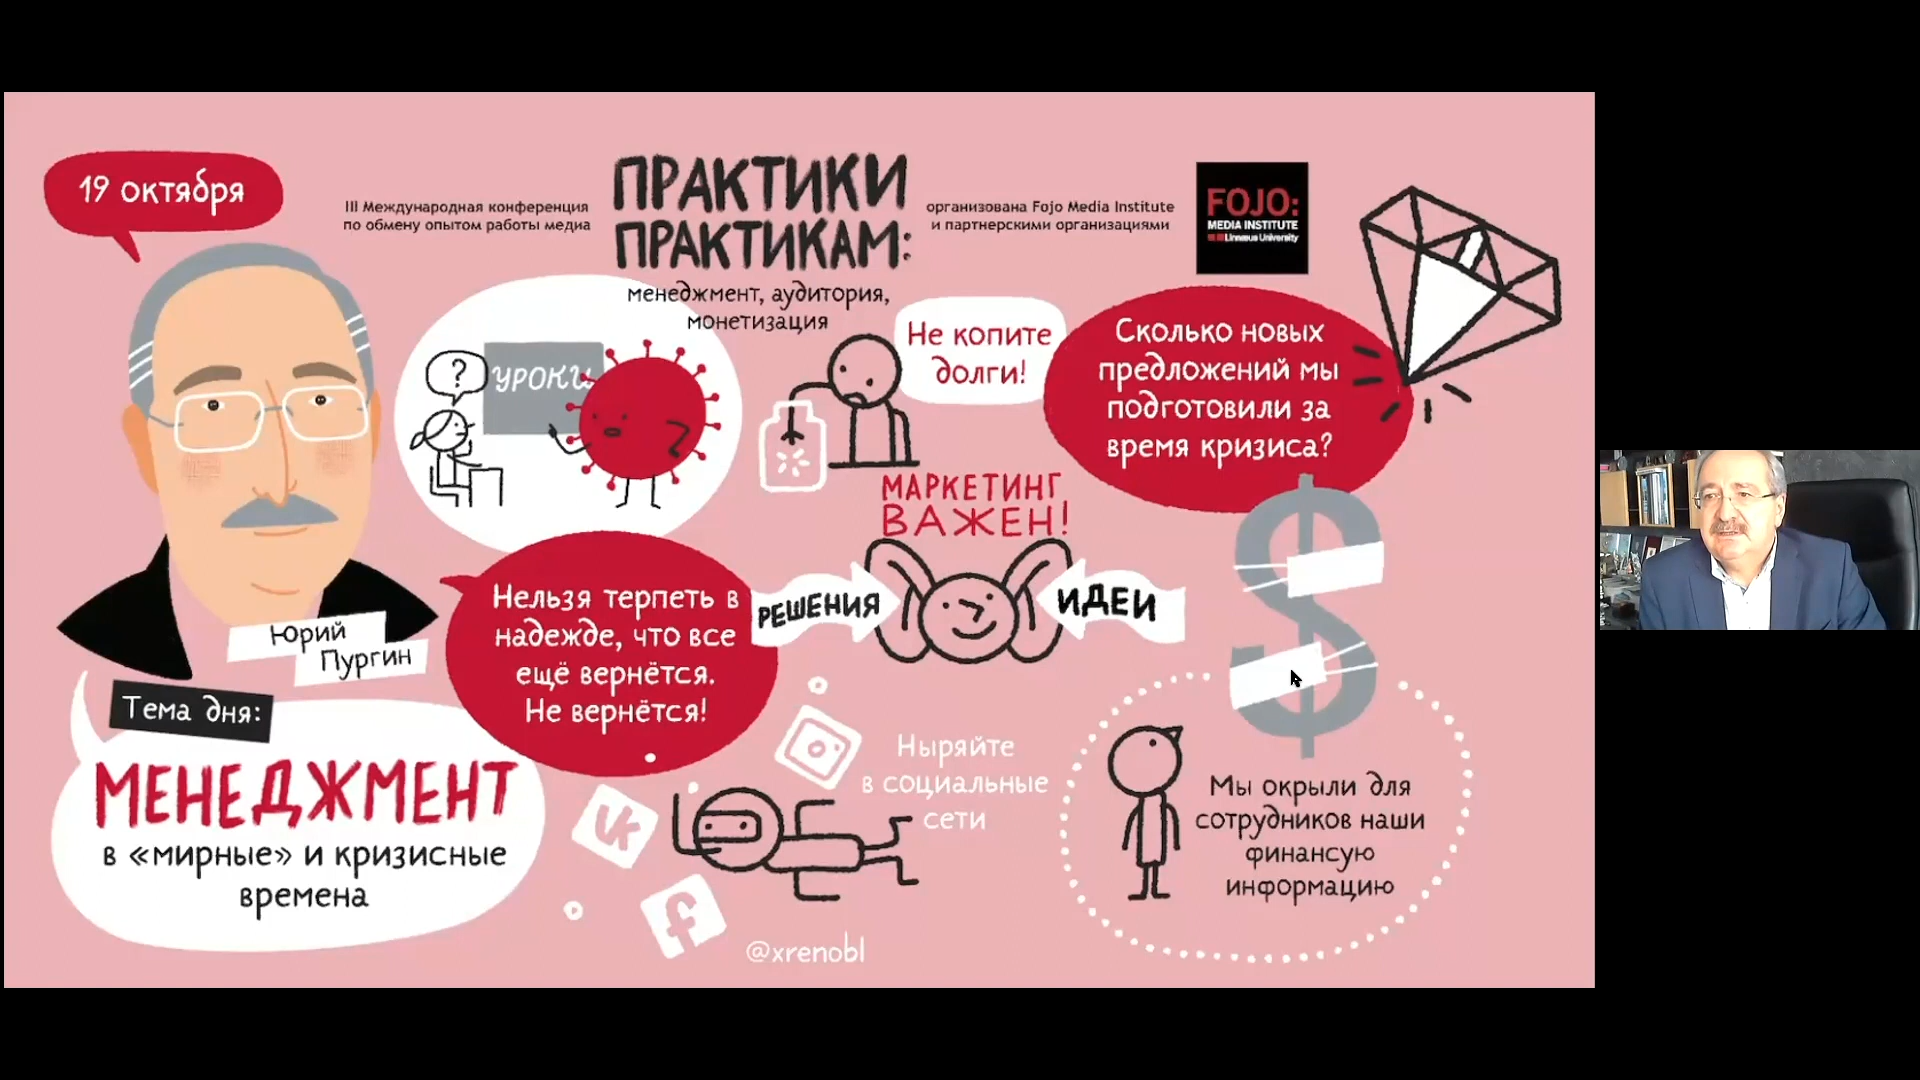 19 октября
III Международная конференция
по обмену опытом работы медиа
ПРАКТИКИ
ПРАКТИКАМ:
менеджмент, аудитория,
монетизация
организована Fojo Media Institute
и партнерскими организациями
FOJO:
MEDIA INSTITUTE
Linnæus University
?
УРОКИ
Не копите
долги!
Сколько новых
предложений мы
подготовили за
время кризиса?
МАРКЕТИНГ
ВАЖЕН!
РЕШЕНИЯ
ИДЕИ
$
Юрий
Пургин
Нельзя терпеть в
надежде, что все
ещё вернётся.
Не вернётся!
Тема дня:
МЕНЕДЖМЕНТ
в «мирные» и кризисные
времена
Ныряйте
в социальные
сети
Мы окрыли для
сотрудников наши
финансую
информацию
@xrenobl